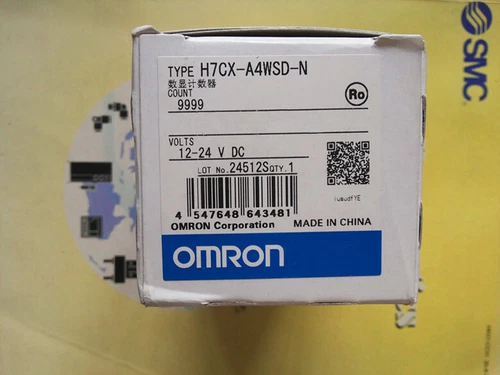 TYPE H7CX-A4WSD-N
数显计数器
COUNT
9999
Ro
VOLTS
12-24 V DC
LOT No.24512S QTY.1
4 547648 643481
OMRON Corporation
MADE IN CHINA
OMRON
SMC